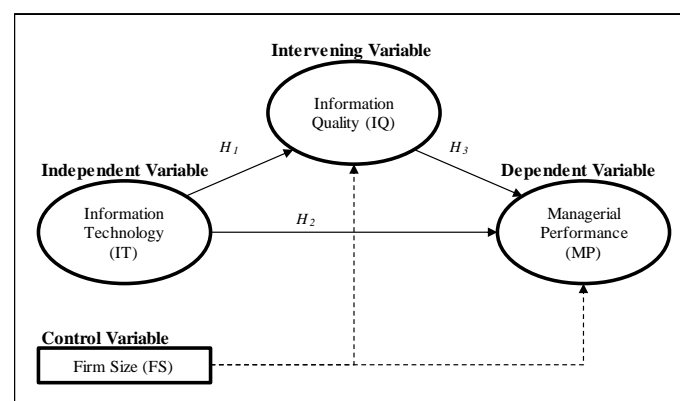 Intervening Variable
Information
Quality (IQ)
H1
H3
Independent Variable
Dependent Variable
Information
Technology
(IT)
H2
Managerial
Performance
(MP)
Control Variable
Firm Size (FS)